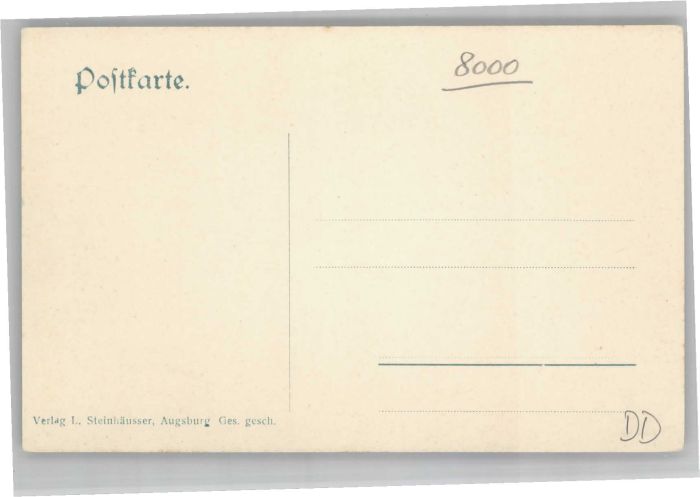 Poſtkarte.
8000
Verlag L. Steinhäusser, Augsburg Ges. gesch.
DD